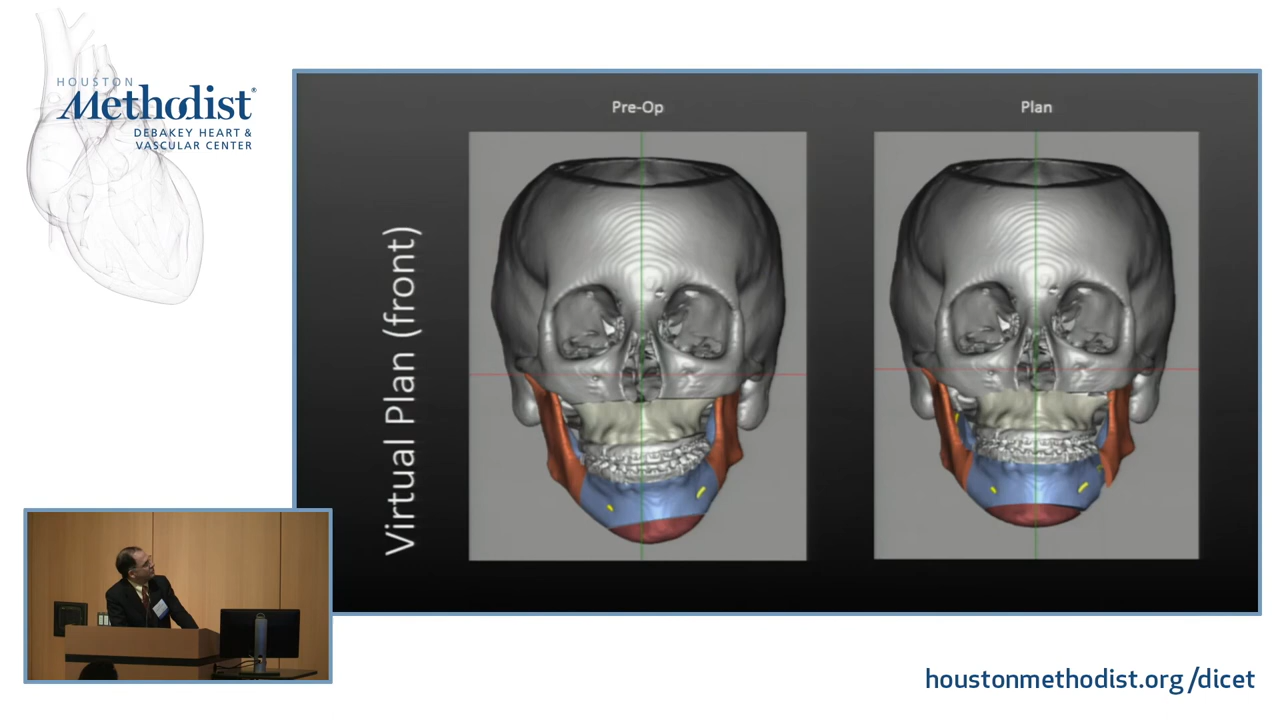 HOUSTON
Methodist®
DEBAKEY HEART &
VASCULAR CENTER
Pre-Op
Plan
Virtual Plan (front)
houstonmethodist.org/dicet